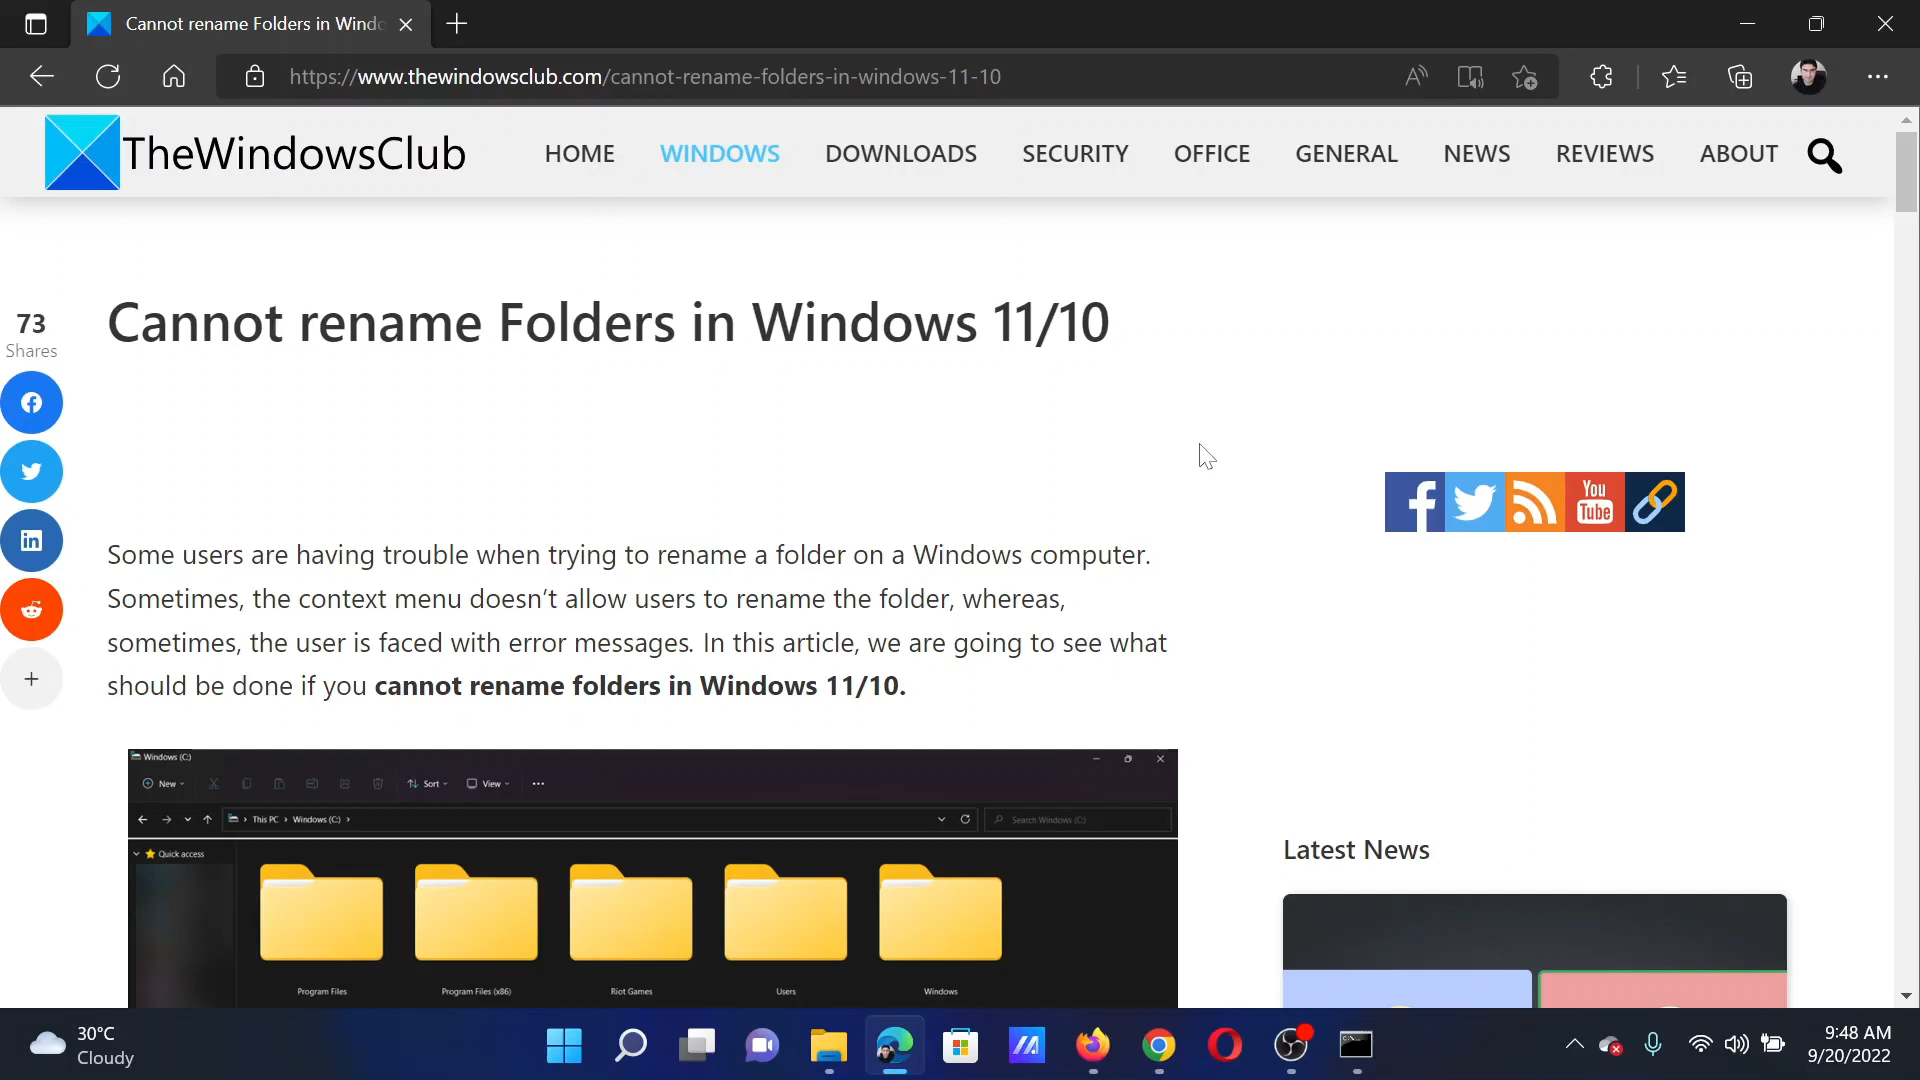 Cannot rename Folders in Windo
https://www.thewindowsclub.com/cannot-rename-folders-in-windows-11-10
TheWindowsClub
HOME WINDOWS DOWNLOADS SECURITY OFFICE GENERAL NEWS REVIEWS ABOUT
Cannot rename Folders in Windows 11/10
73
Shares
You
Tube
Some users are having trouble when trying to rename a folder on a Windows computer.
Sometimes, the context menu doesn’t allow users to rename the folder, whereas,
sometimes, the user is faced with error messages. In this article, we are going to see what
should be done if you cannot rename folders in Windows 11/10.
Windows (C:)
New Sort View
This PC > Windows (C:) > Search Windows (C:)
Quick access
Program Files Program Files (x86) Riot Games Users Windows
Latest News
30°C
Cloudy
9:48 AM
9/20/2022